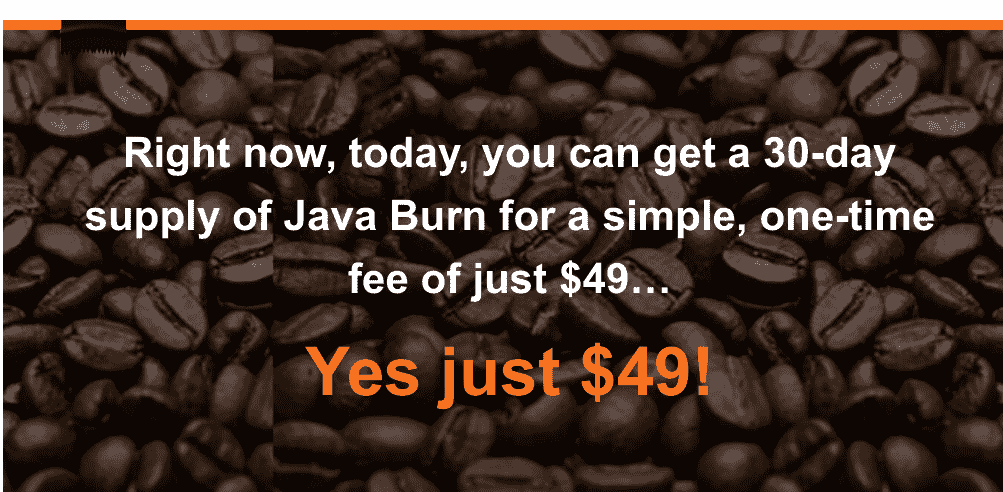 Right now, today, you can get a 30-day
supply of Java Burn for a simple, one-time
fee of just $49…
Yes just $49!